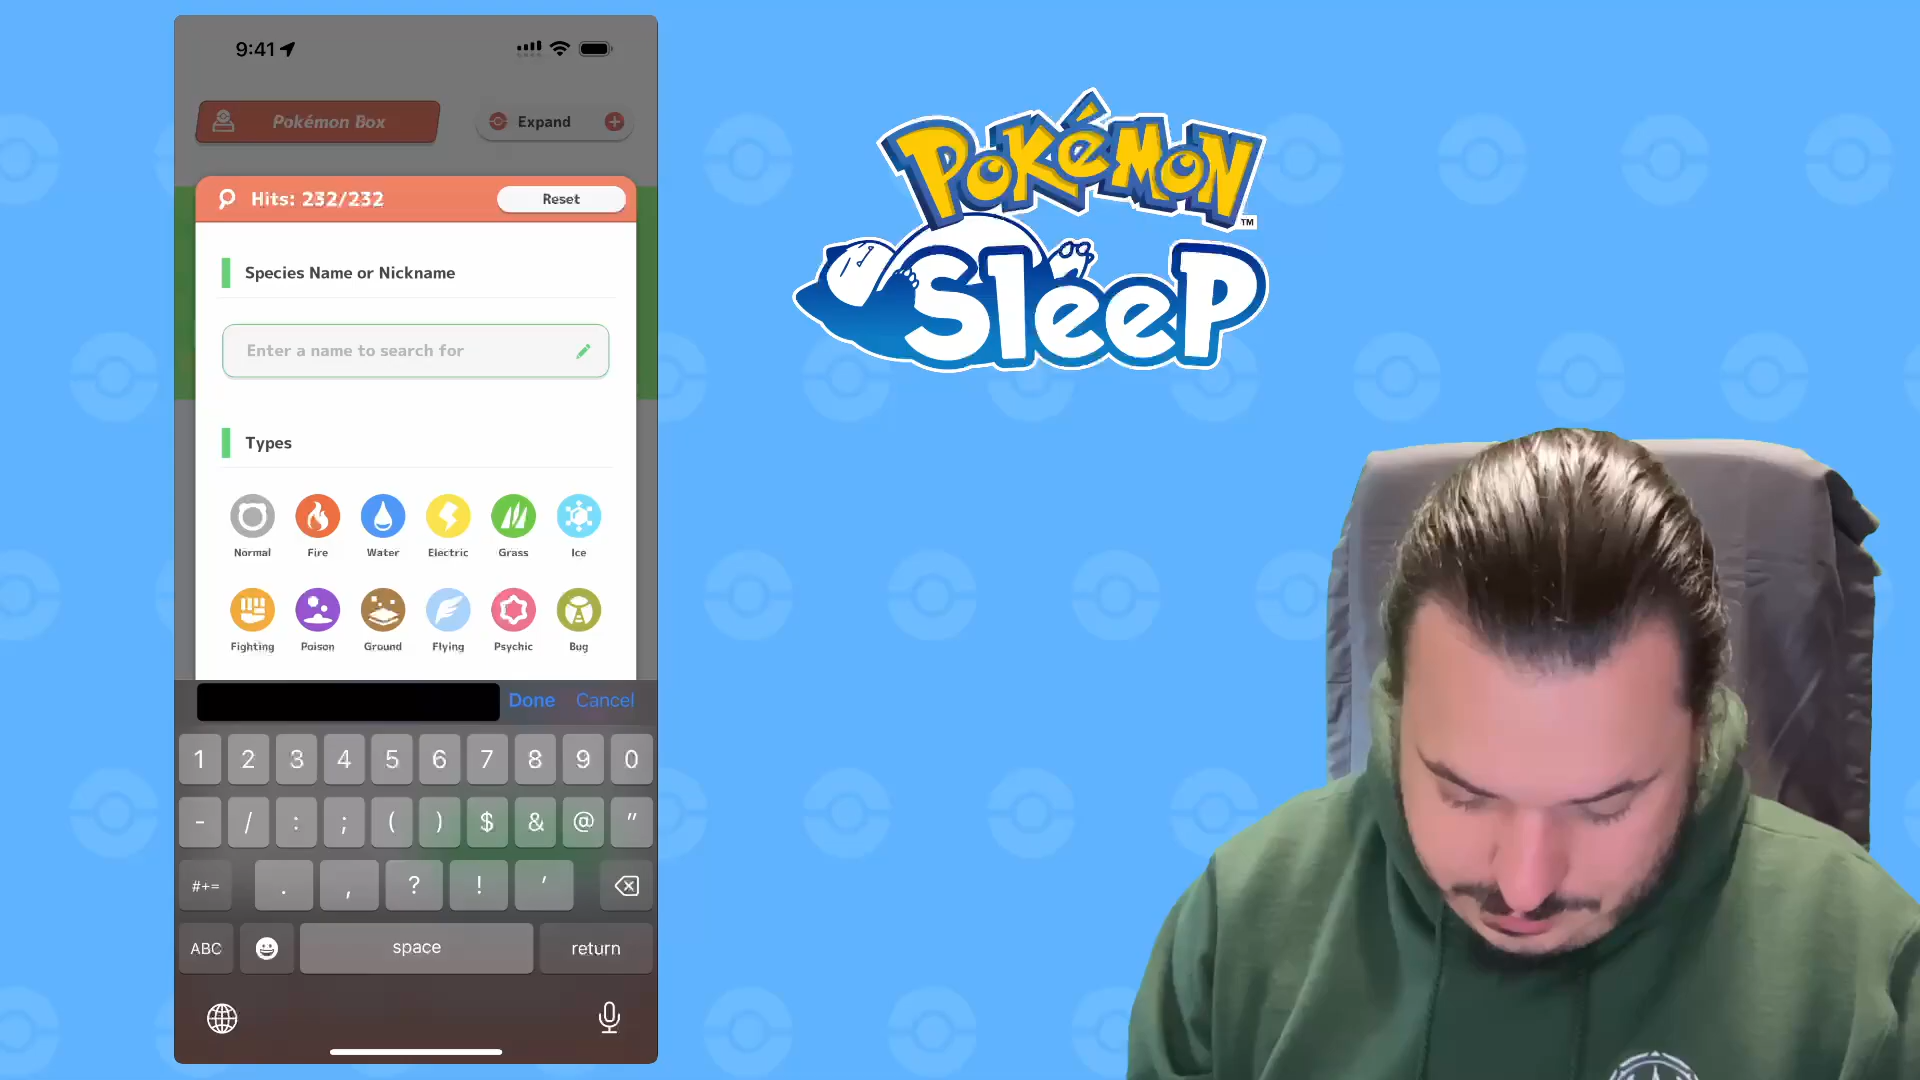 9:41
Pokémon Box
Expand
Hits: 232/232
Reset
Species Name or Nickname
Enter a name to search for
Types
Normal
Fire
Water
Electric
Grass
Ice
Fighting
Poison
Ground
Flying
Psychic
Bug
Done
Cancel
1 2 3 4 5 6 7 8 9 0
- / : ; ( ) $ & @ "
#+= . , ? ! '
ABC space return
POKéMON
TM
Sleep